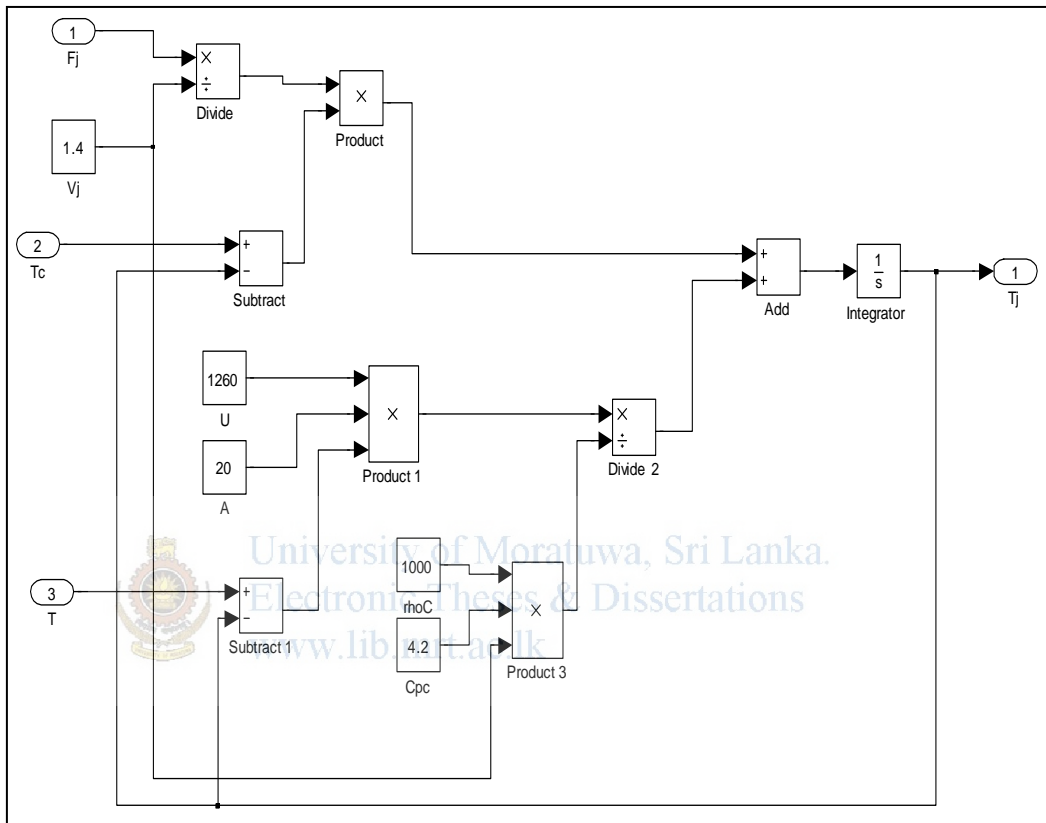 1
Fj
×
÷
Divide
×
Product
1.4
Vj
2
Tc
+
−
Subtract
+
+
Add
1
s
Integrator
1
Tj
1260
U
20
A
×
Product 1
×
÷
Divide 2
University of Moratuwa, Sri Lanka.
Electronic Theses & Dissertations
www.lib.mrt.ac.lk
3
T
+
−
Subtract 1
1000
rhoC
4.2
Cpc
×
Product 3